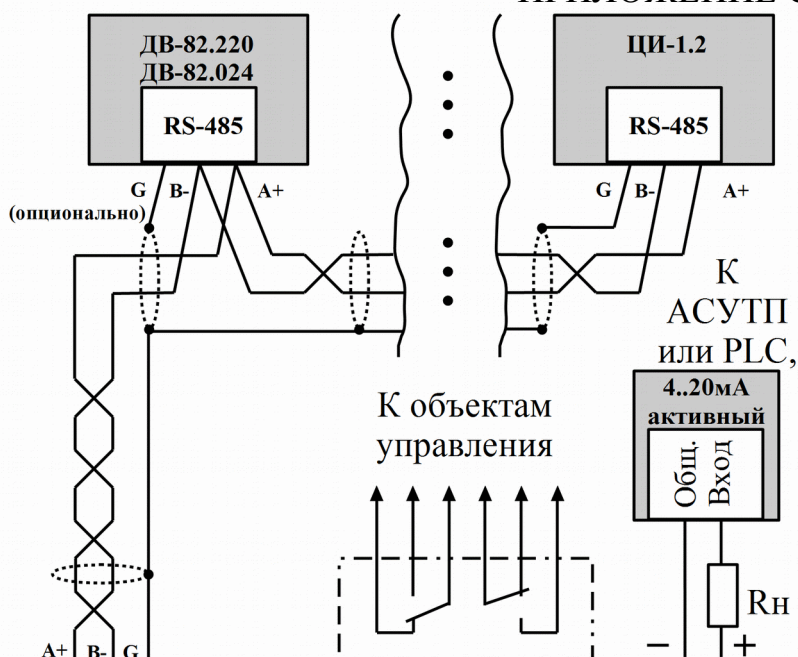 ДВ-82.220
ДВ-82.024
RS-485
G
B-
A+
(опционально)
ЦИ-1.2
RS-485
G
B-
A+
К
АСУТП
или PLC,
4..20мА
активный
Общ.
Вход
К объектам
управления
Rн
–
+
A+
B-
G